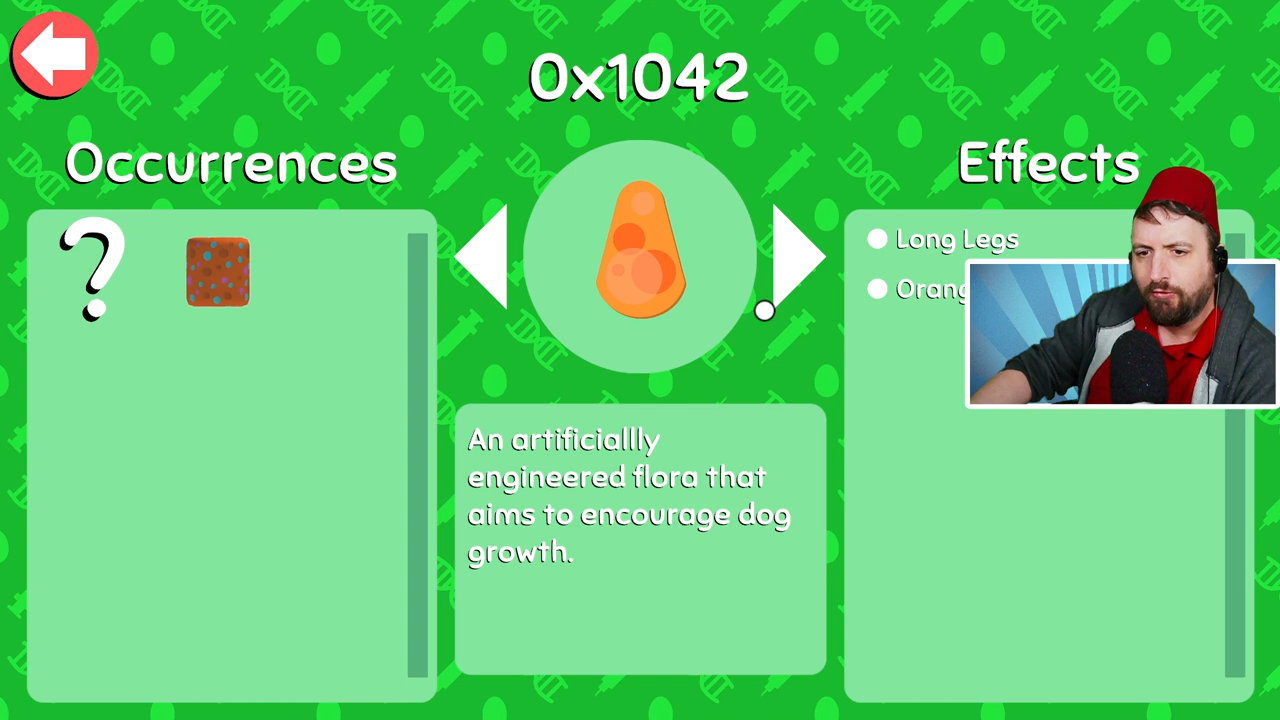 0x1042
Occurrences
?
An artificiallly
engineered flora that
aims to encourage dog
growth.
Effects
Long Legs